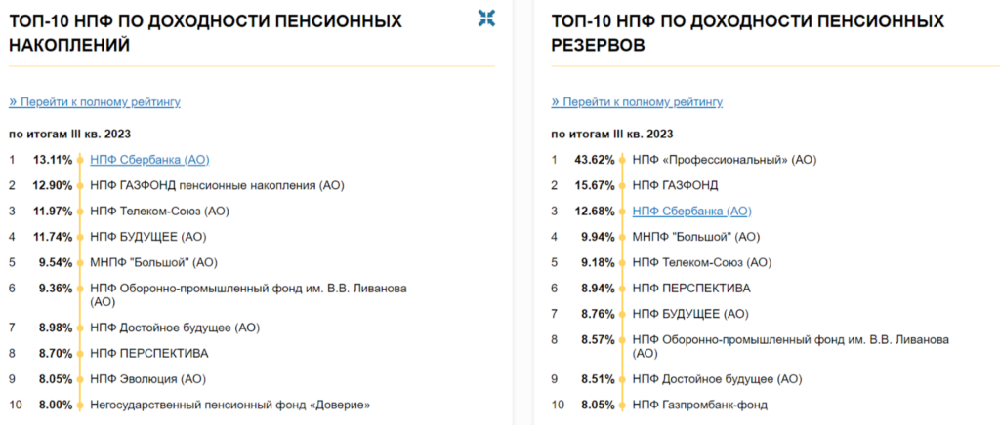 ТОП-10 НПФ ПО ДОХОДНОСТИ ПЕНСИОННЫХ
НАКОПЛЕНИЙ
» Перейти к полному рейтингу
по итогам III кв. 2023
1 13.11% НПФ Сбербанка (АО)
2 12.90% НПФ ГАЗФОНД пенсионные накопления (АО)
3 11.97% НПФ Телеком-Союз (АО)
4 11.74% НПФ БУДУЩЕЕ (АО)
5 9.54% МНПФ "Большой" (АО)
6 9.36% НПФ Оборонно-промышленный фонд им. В.В. Ливанова
(АО)
7 8.98% НПФ Достойное будущее (АО)
8 8.70% НПФ ПЕРСПЕКТИВА
9 8.05% НПФ Эволюция (АО)
10 8.00% Негосударственный пенсионный фонд «Доверие»
ТОП-10 НПФ ПО ДОХОДНОСТИ ПЕНСИОННЫХ
РЕЗЕРВОВ
» Перейти к полному рейтингу
по итогам III кв. 2023
1 43.62% НПФ «Профессиональный» (АО)
2 15.67% НПФ ГАЗФОНД
3 12.68% НПФ Сбербанка (АО)
4 9.94% МНПФ "Большой" (АО)
5 9.18% НПФ Телеком-Союз (АО)
6 8.94% НПФ ПЕРСПЕКТИВА
7 8.76% НПФ БУДУЩЕЕ (АО)
8 8.57% НПФ Оборонно-промышленный фонд им. В.В. Ливанова
(АО)
9 8.51% НПФ Достойное будущее (АО)
10 8.05% НПФ Газпромбанк-фонд